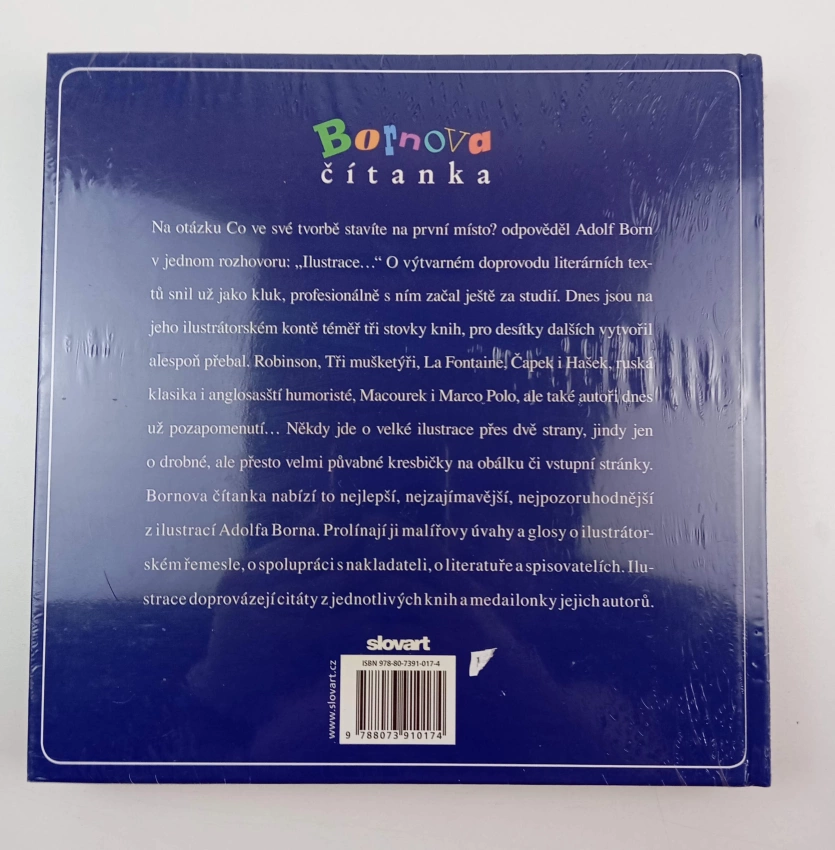 Bornova
čítanka
Na otázku Co ve své tvorbě stavíte na první místo? odpověděl Adolf Born
v jednom rozhovoru: „Ilustrace…“ O výtvarném doprovodu literárních tex-
tů snil už jako kluk, profesionálně s ním začal ještě za studií. Dnes jsou na
jeho ilustrátorském kontě téměř tři stovky knih, pro desítky dalších vytvořil
alespoň přebal. Robinson, Tři mušketýři, La Fontaine, Čapek i Hašek, ruská
klasika i anglosasští humoristé, Macourek i Marco Polo, ale také autoři dnes
už pozapomenutí… Někdy jde o velké ilustrace přes dvě strany, jindy jen
o drobné, ale přesto velmi půvabné kresbičky na obálku či vstupní stránky.
Bornova čítanka nabízí to nejlepší, nejzajímavější, nejpozoruhodnější
z ilustrací Adolfa Borna. Prolínají ji malířovy úvahy a glosy o ilustrátor-
ském řemesle, o spolupráci s nakladateli, o literatuře a spisovatelích. Ilu-
strace doprovázejí citáty z jednotlivých knih a medailonky jejich autorů.
slovart
www.slovart.cz
ISBN 978-80-7391-017-4
9 788073 910174